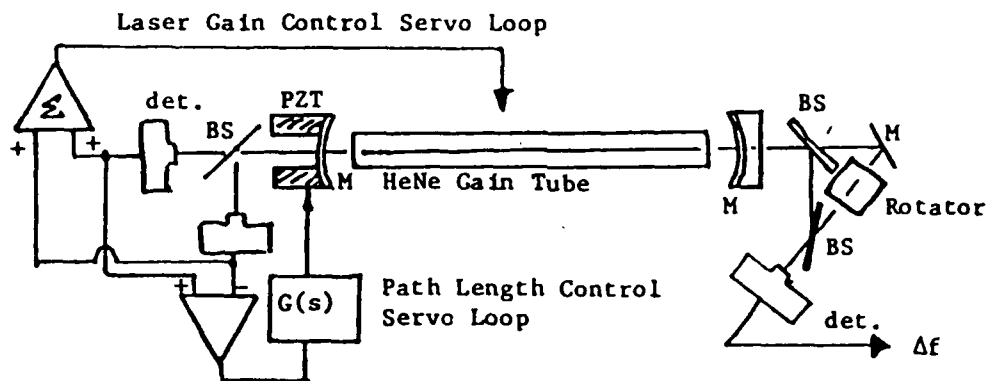 Laser Gain Control Servo Loop
Σ
det.
PZT
BS
BS
M
+
+
M
HeNe Gain Tube
M
Rotator
BS
+
-
G(s)
Path Length Control
Servo Loop
det.
Δf